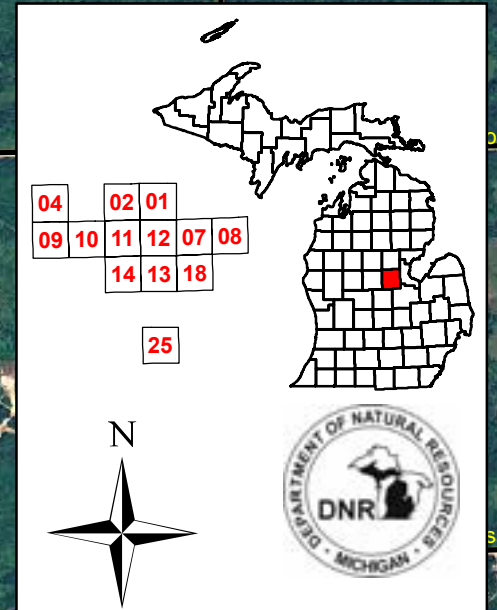 04 02 01
09 10 11 12 07 08
14 13 18
25
N
DEPARTMENT OF NATURAL RESOURCES
DNR
MICHIGAN